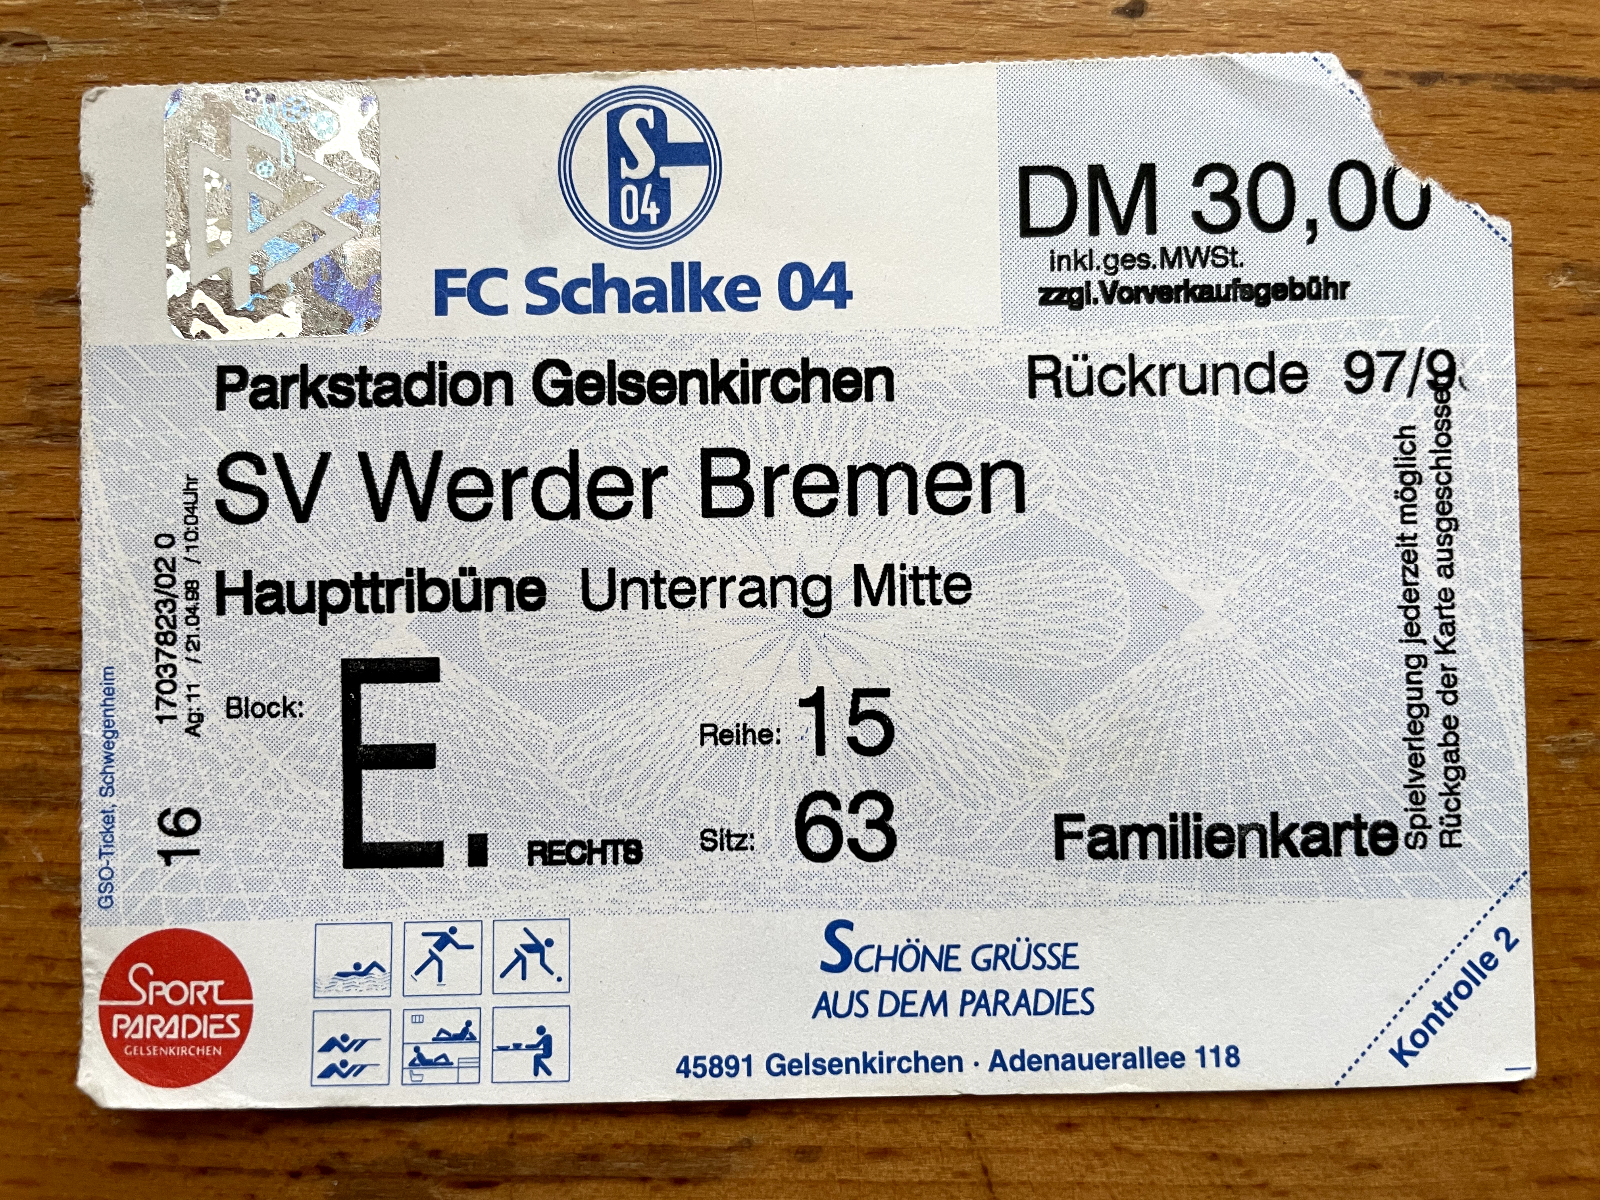 S
04
FC Schalke 04
DM 30,00
inkl.ges.MWSt.
zzgl.Vorverkaufsgebühr
Parkstadion Gelsenkirchen
Rückrunde 97/9
SV Werder Bremen
Haupttribüne Unterrang Mitte
Block: E. RECHTS
Reihe: 15
Sitz: 63
Familienkarte
Spielverlegung jederzeit möglich
Rückgabe der Karte ausgeschlossen
16 17037823/02 0
Ag:11 / 21.04.98 / 10:04Uhr
GSO-Ticket, Schwegenheim
SPORT
PARADIES
GELSENKIRCHEN
SCHÖNE GRÜSSE
AUS DEM PARADIES
45891 Gelsenkirchen · Adenauerallee 118
Kontrolle 2